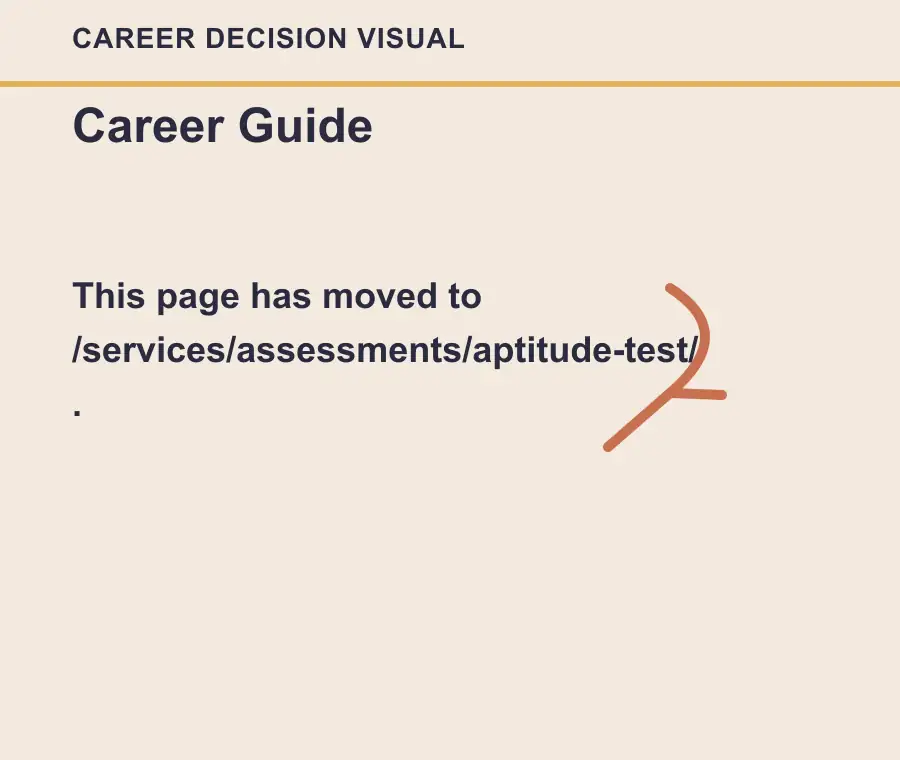 CAREER DECISION VISUAL
Career Guide
This page has moved to
/services/assessments/aptitude-test/
.